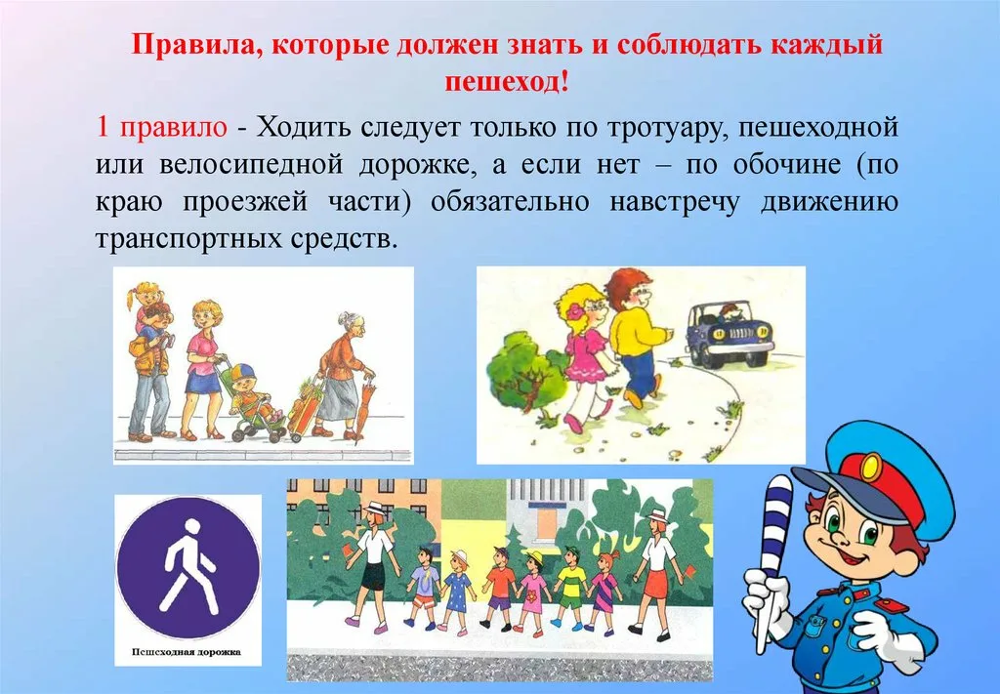 Правила, которые должен знать и соблюдать каждый
пешеход!
1 правило - Ходить следует только по тротуару, пешеходной
или велосипедной дорожке, а если нет – по обочине (по
краю проезжей части) обязательно навстречу движению
транспортных средств.
Пешеходная дорожка